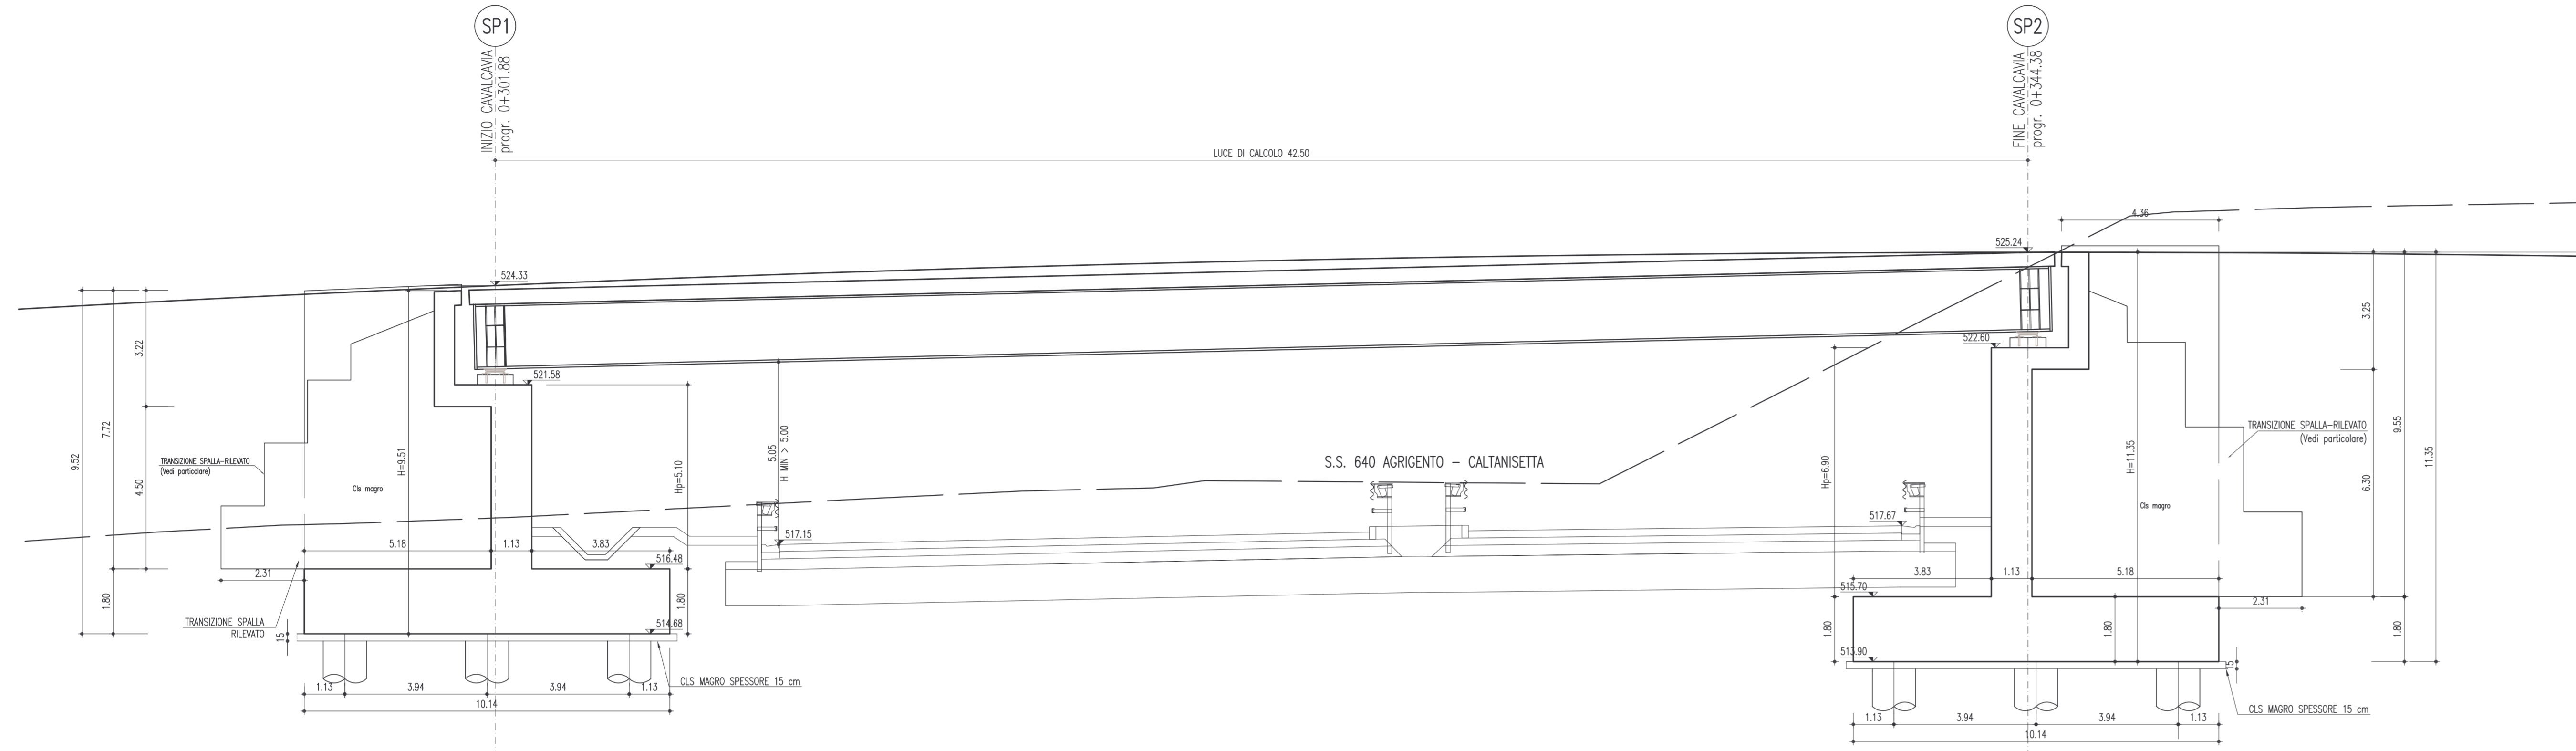 SP1
INIZIO CAVALCAVIA
progr. 0+301.88
SP2
FINE CAVALCAVIA
progr. 0+344.38
LUCE DI CALCOLO 42.50
4.36
525.24
524.33
3.22
7.72
9.52
4.50
1.80
H=9.51
TRANSIZIONE SPALLA-RILEVATO
(Vedi particolare)
Cls magro
521.58
Hp=5.10
5.05
H MIN > 5.00
S.S. 640 AGRIGENTO - CALTANISETTA
522.60
Hp=6.90
H=11.35
3.25
9.55
11.35
6.30
TRANSIZIONE SPALLA-RILEVATO
(Vedi particolare)
Cls magro
517.15
517.67
5.18
1.13
3.83
516.48
2.31
1.80
514.68
TRANSIZIONE SPALLA
RILEVATO
15
1.13
3.94
3.94
1.13
10.14
CLS MAGRO SPESSORE 15 cm
3.83
1.13
5.18
515.70
2.31
1.80
1.80
1.80
513.90
15
1.13
3.94
3.94
1.13
10.14
CLS MAGRO SPESSORE 15 cm